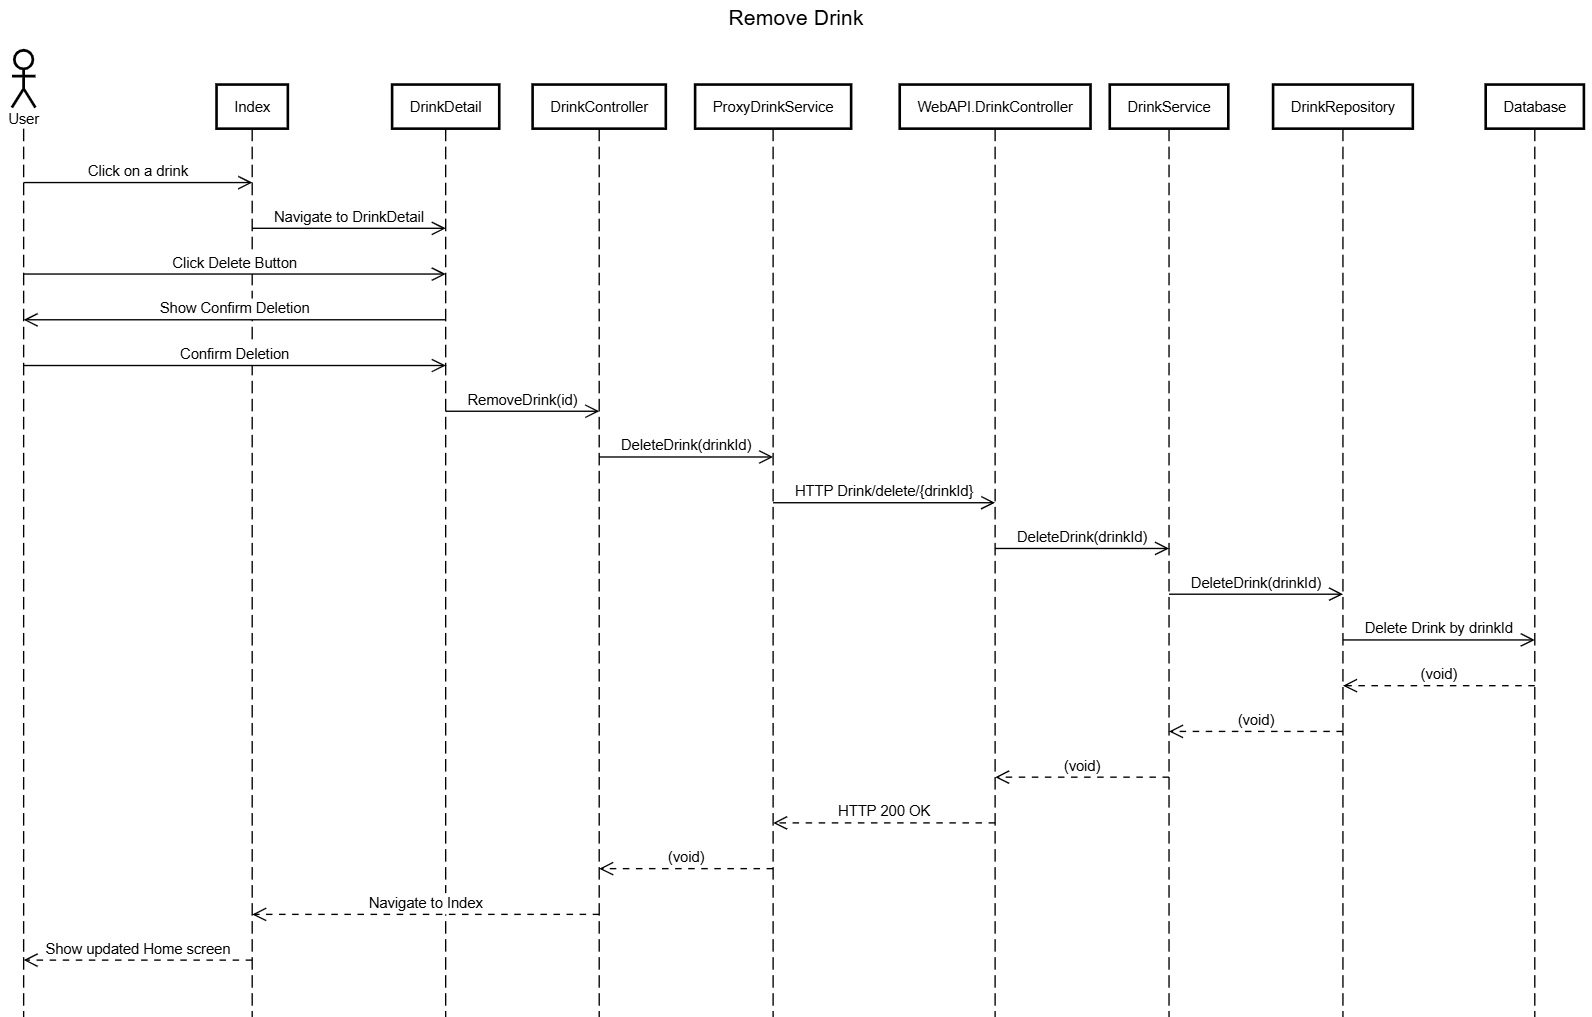 Remove Drink
User
Index
DrinkDetail
DrinkController
ProxyDrinkService
WebAPI.DrinkController
DrinkService
DrinkRepository
Database
Click on a drink
Navigate to DrinkDetail
Click Delete Button
Show Confirm Deletion
Confirm Deletion
RemoveDrink(id)
DeleteDrink(drinkId)
HTTP Drink/delete/{drinkId}
DeleteDrink(drinkId)
DeleteDrink(drinkId)
Delete Drink by drinkId
(void)
(void)
(void)
HTTP 200 OK
(void)
Navigate to Index
Show updated Home screen